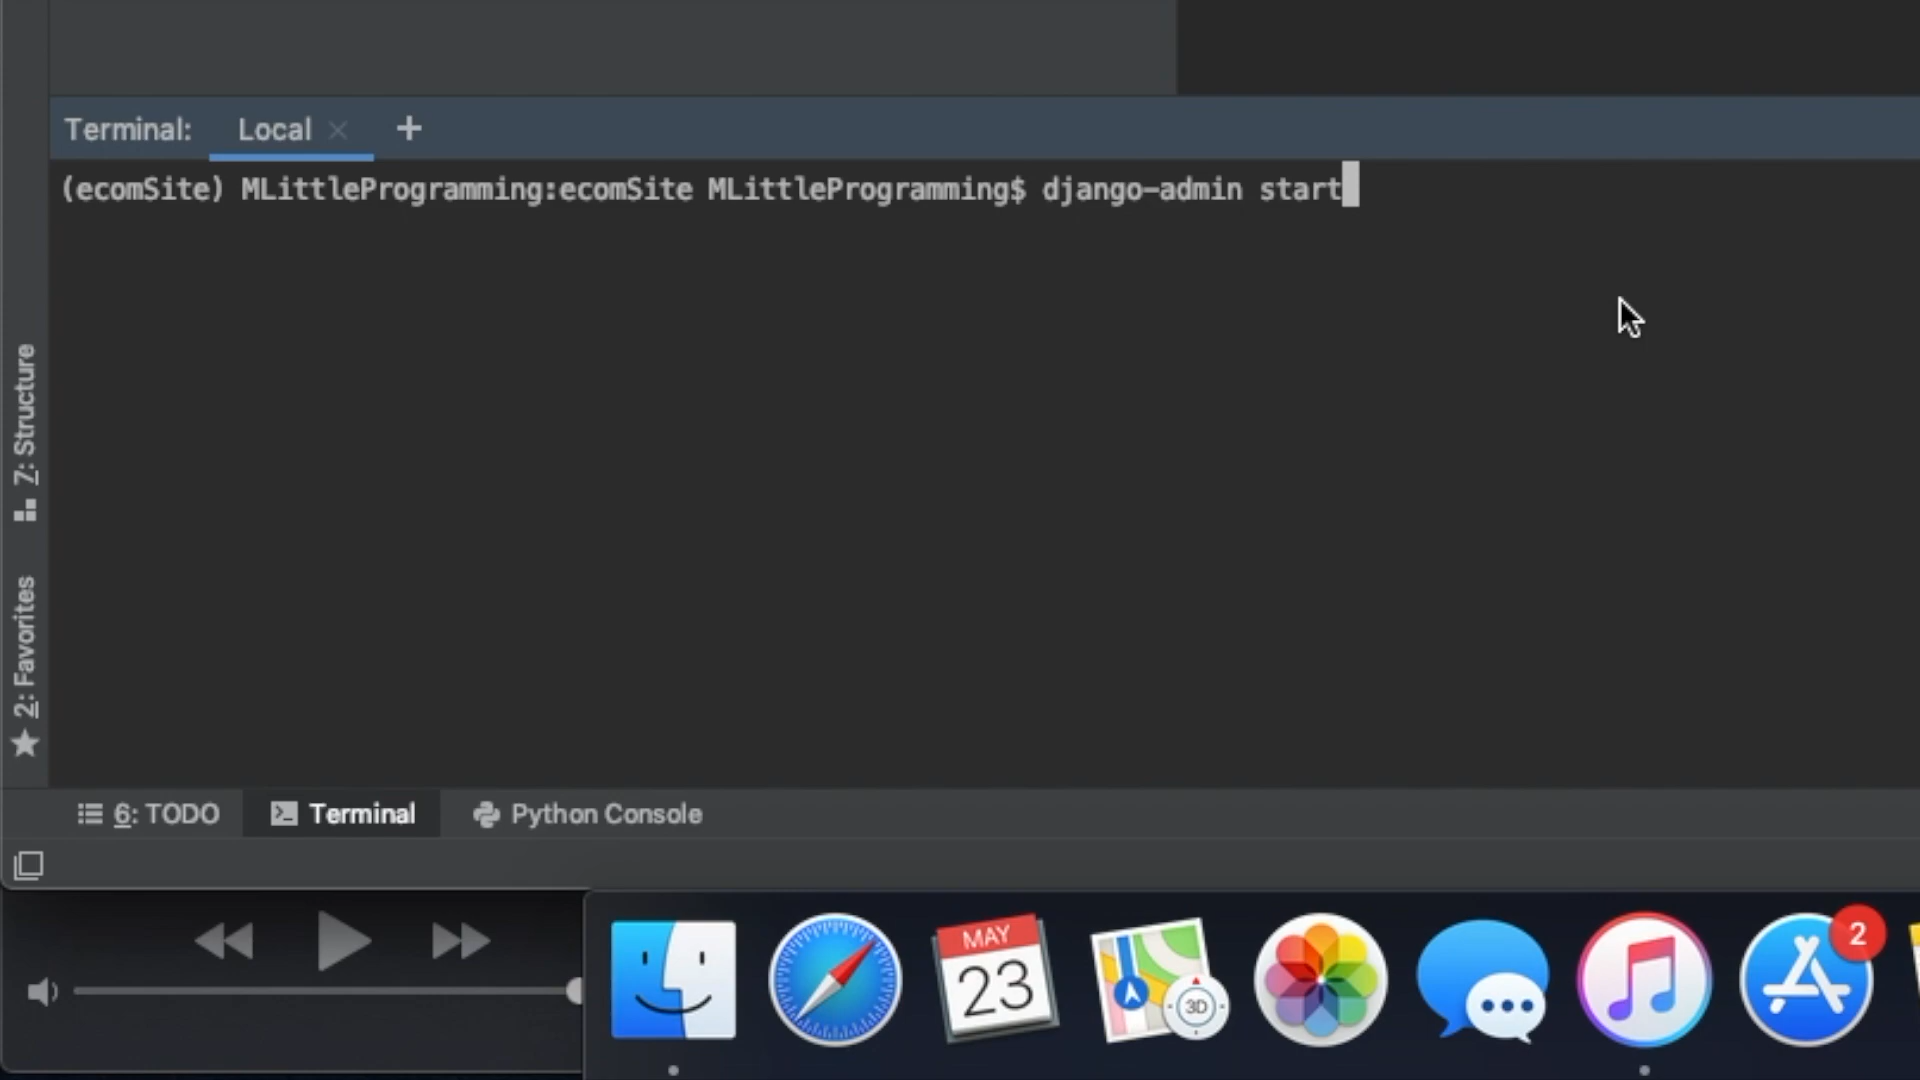 Terminal: Local × +
(ecomSite) MLittleProgramming:ecomSite MLittleProgramming$ django-admin start
7: Structure
2: Favorites
6: TODO Terminal Python Console
MAY
23
3D
2